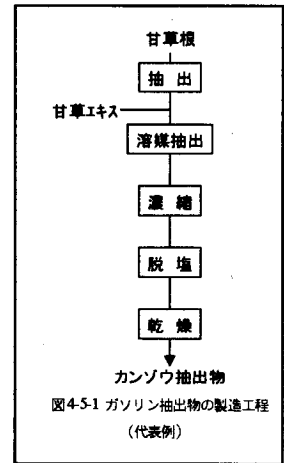 甘草根
抽出
甘草エキス
溶媒抽出
濃縮
脱塩
乾燥
カンゾウ抽出物
図4-5-1 ガソリン抽出物の製造工程
(代表例)